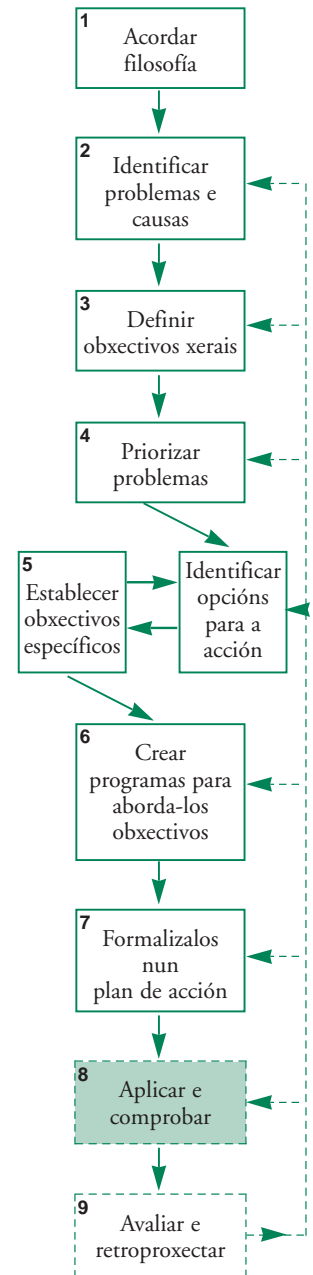 1
Acordar
filosofía
2
Identificar
problemas e
causas
3
Definir
obxectivos xerais
4
Priorizar
problemas
5
Establecer
obxectivos
específicos
Identificar
opcións
para a
acción
6
Crear
programas para
aborda-los
obxectivos
7
Formalizalos
nun
plan de acción
8
Aplicar e
comprobar
9
Avaliar e
retroproxectar